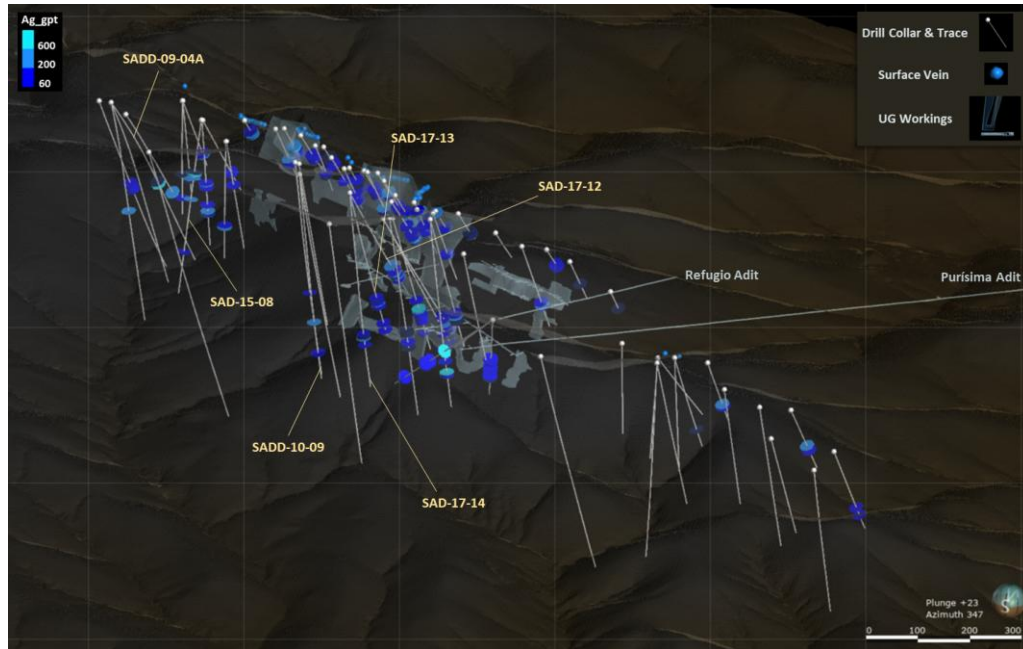 Ag_gpt
600
200
60
SADD-09-04A
SAD-17-13
SAD-17-12
SAD-15-08
SADD-10-09
SAD-17-14
Refugio Adit
Purísima Adit
Drill Collar & Trace
Surface Vein
UG Workings
Plunge +23
Azimuth 347
S
0 100 200 300